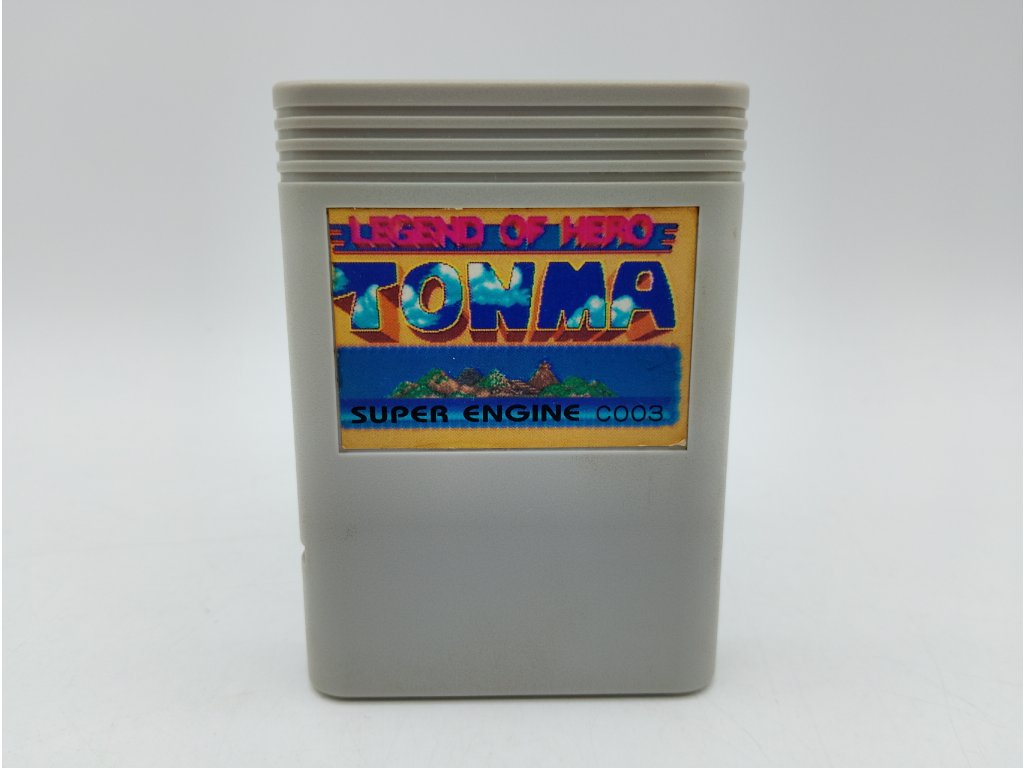 LEGEND OF HERO
TONMA
SUPER ENGINE C003